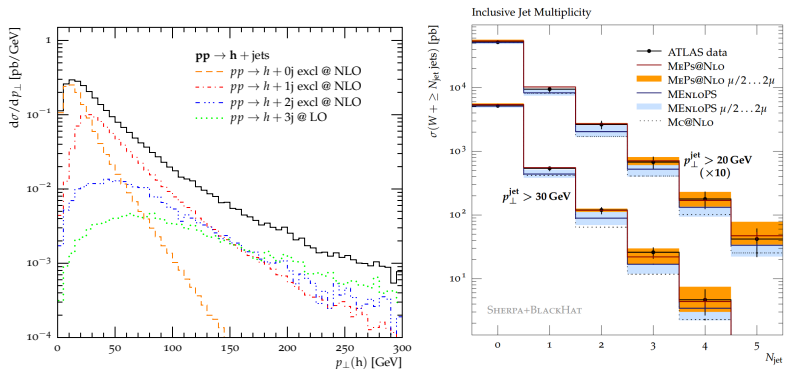 dσ/dp⊥ [pb/GeV]
1
10⁻¹
10⁻²
10⁻³
10⁻⁴
pp → h + jets
pp → h + 0j excl @ NLO
pp → h + 1j excl @ NLO
pp → h + 2j excl @ NLO
pp → h + 3j @ LO
0 50 100 150 200 250 300
p⊥(h) [GeV]
Inclusive Jet Multiplicity
σ(W + ≥ Njet jets) [pb]
10⁴
10³
10²
10¹
ATLAS data
MEPS@NLO
MEPS@NLO μ/2…2μ
MENLOPS
MENLOPS μ/2…2μ
MC@NLO
p⊥jet > 20 GeV
(×10)
p⊥jet > 30 GeV
SHERPA+BLACKHAT
0 1 2 3 4 5
Njet